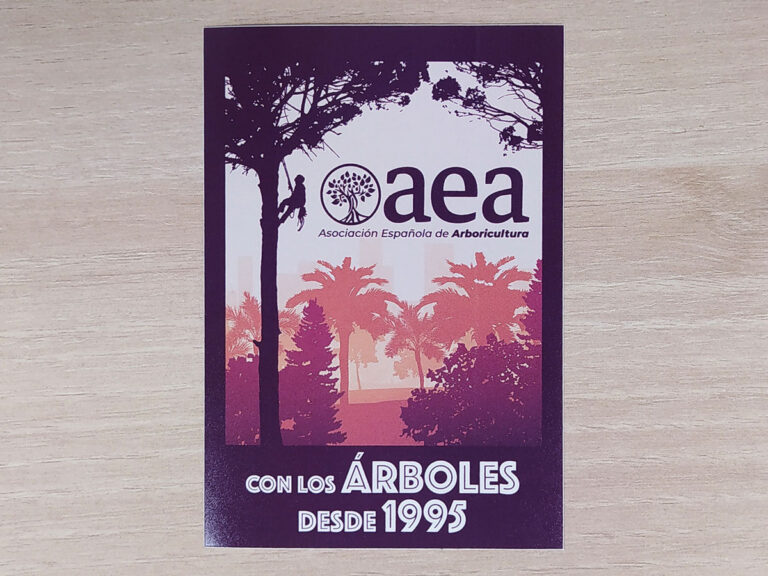 aea
Asociación Española de Arboricultura
CON LOS ÁRBOLES
DESDE 1995